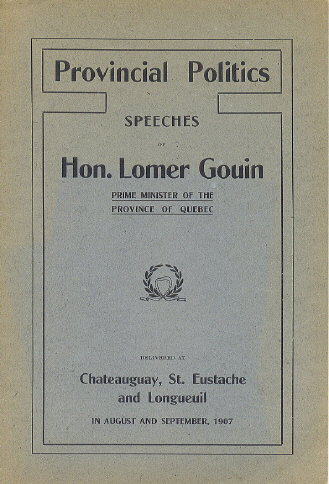 Provincial Politics
SPEECHES
OF
Hon. Lomer Gouin
PRIME MINISTER OF THE
PROVINCE OF QUEBEC
DELIVERED AT
Chateauguay, St. Eustache
and Longueuil
IN AUGUST AND SEPTEMBER, 1907